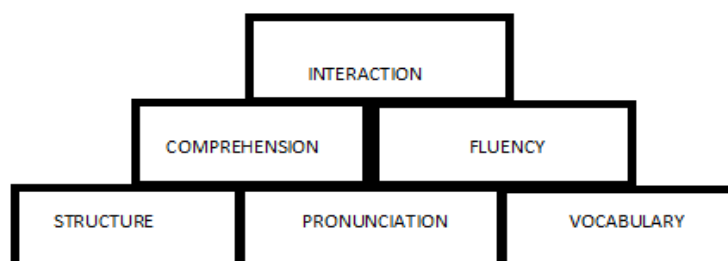 INTERACTION
COMPREHENSION FLUENCY
STRUCTURE PRONUNCIATION VOCABULARY